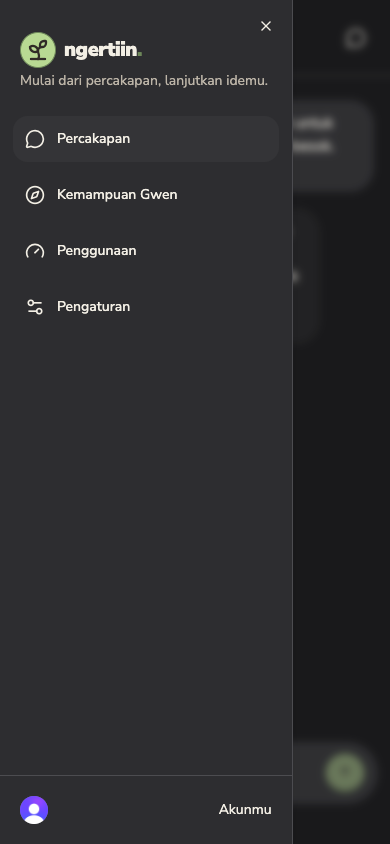 ngertiin.
Mulai dari percakapan, lanjutkan idemu.
Percakapan
Kemampuan Gwen
Penggunaan
Pengaturan
Akunmu